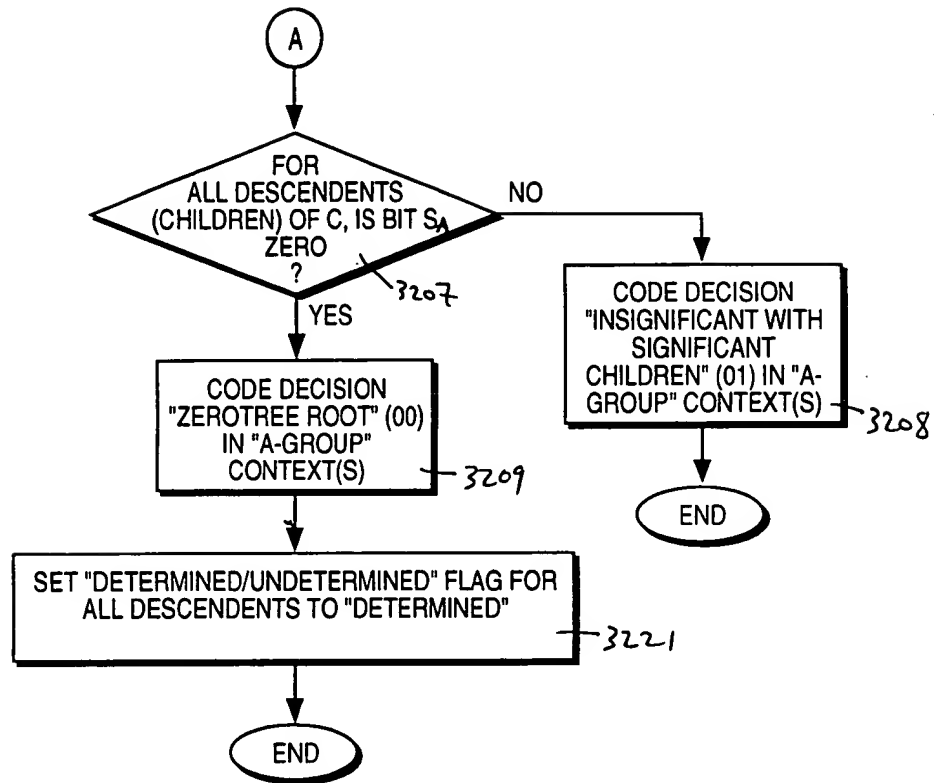 A
FOR
ALL DESCENDENTS
(CHILDREN) OF C, IS BIT SA
ZERO
?
3207
NO
YES
CODE DECISION
"INSIGNIFICANT WITH
SIGNIFICANT
CHILDREN" (01) IN "A-
GROUP" CONTEXT(S)
3208
END
CODE DECISION
"ZEROTREE ROOT" (00)
IN "A-GROUP"
CONTEXT(S)
3209
SET "DETERMINED/UNDETERMINED" FLAG FOR
ALL DESCENDENTS TO "DETERMINED"
3221
END